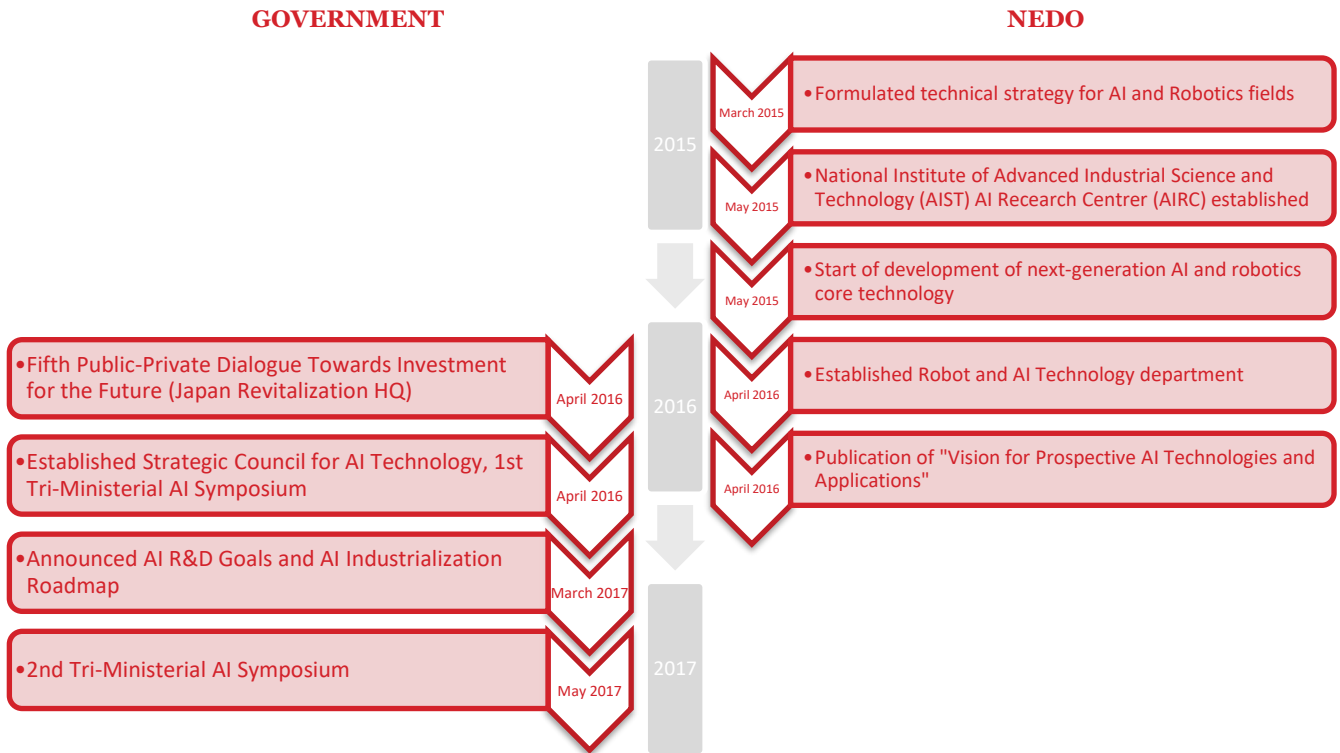 GOVERNMENT
NEDO
2015
March 2015
•Formulated technical strategy for AI and Robotics fields
May 2015
•National Institute of Advanced Industrial Science and
Technology (AIST) AI Recearch Centrer (AIRC) established
May 2015
•Start of development of next-generation AI and robotics
core technology
•Fifth Public-Private Dialogue Towards Investment
for the Future (Japan Revitalization HQ)
April 2016
2016
April 2016
•Established Robot and AI Technology department
•Established Strategic Council for AI Technology, 1st
Tri-Ministerial AI Symposium
April 2016
April 2016
•Publication of "Vision for Prospective AI Technologies and
Applications"
•Announced AI R&D Goals and AI Industrialization
Roadmap
March 2017
2017
•2nd Tri-Ministerial AI Symposium
May 2017